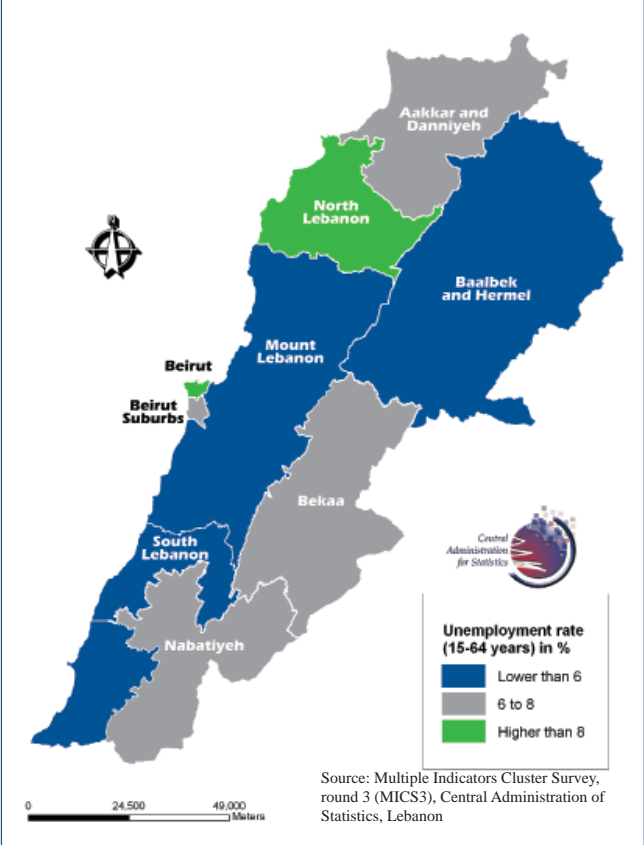 Aakkar and
Danniyeh
North
Lebanon
Baalbek
and Hermel
Mount
Lebanon
Beirut
Beirut
Suburbs
Bekaa
South
Lebanon
Nabatiyeh
Central
Administration
for Statistics
Unemployment rate
(15-64 years) in %
Lower than 6
6 to 8
Higher than 8
Source: Multiple Indicators Cluster Survey,
round 3 (MICS3), Central Administration of
Statistics, Lebanon
0 24,500 49,000
Meters